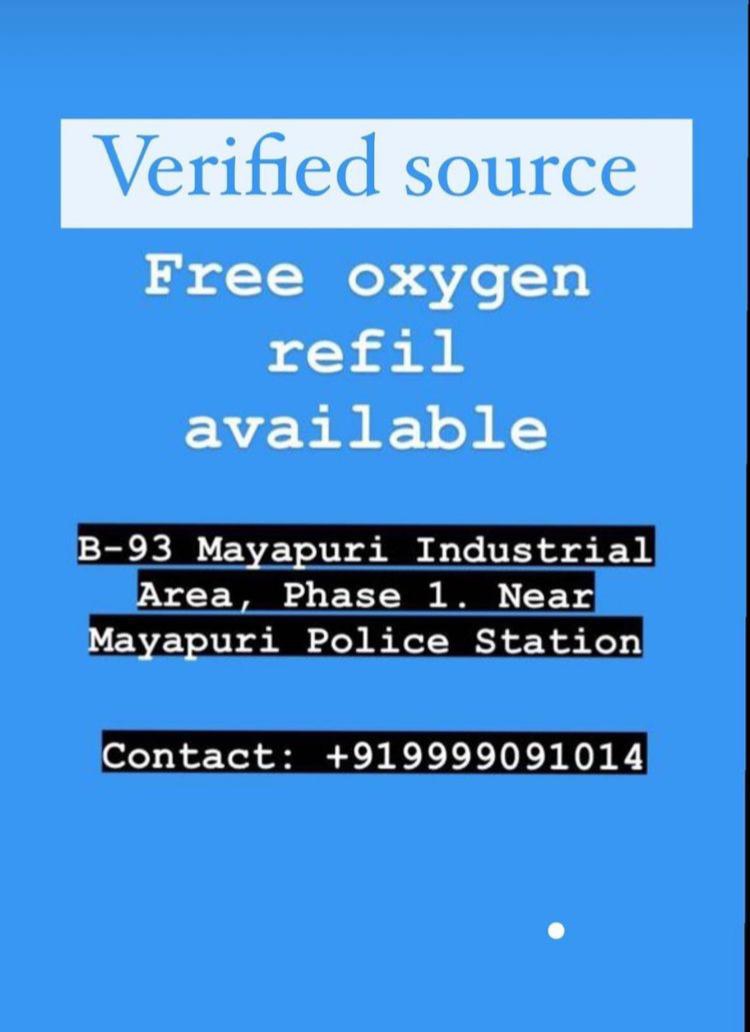 Verified source
Free oxygen
refil
available
B-93 Mayapuri Industrial
Area, Phase 1. Near
Mayapuri Police Station
Contact: +919999091014